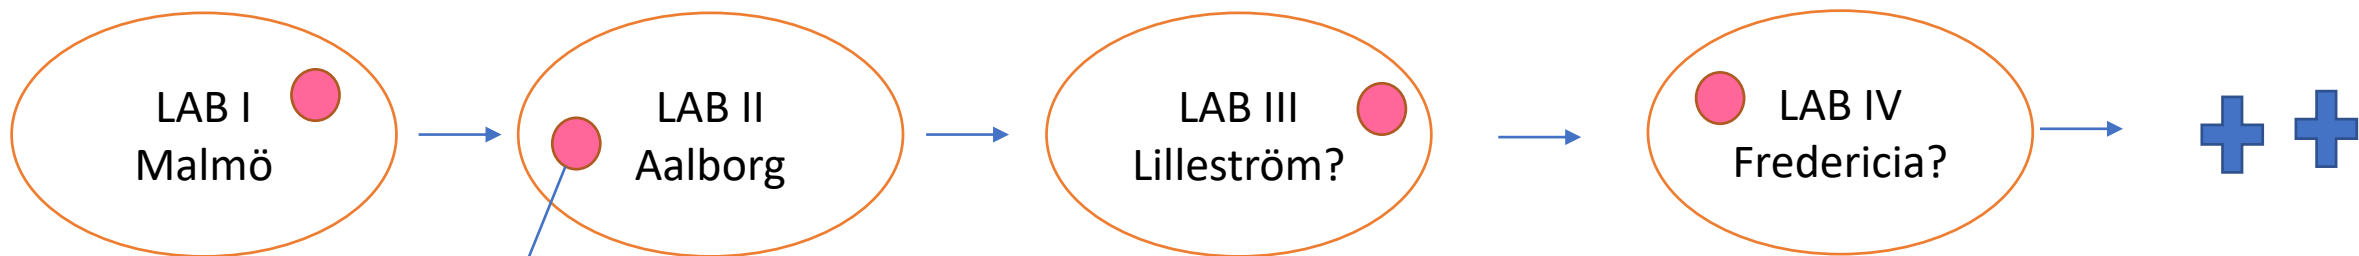 LAB I
Malmö
LAB II
Aalborg
LAB III
Lilleström?
LAB IV
Fredericia?